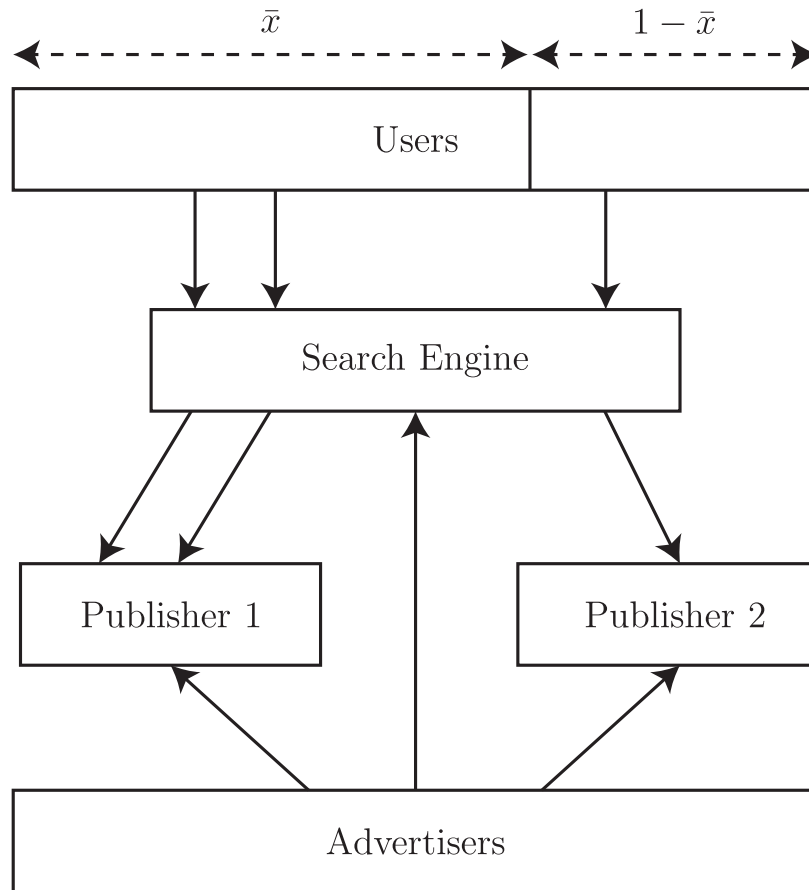 x̄
1 − x̄
Users
Search Engine
Publisher 1
Publisher 2
Advertisers